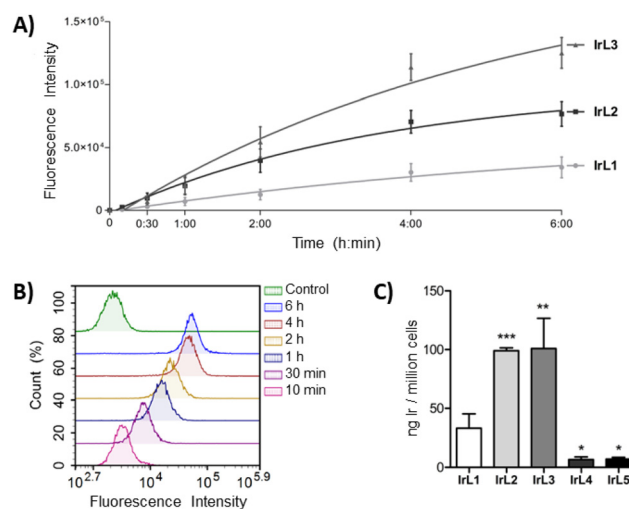 A)
Fluorescence Intensity
1.5×10⁵
1.0×10⁵
5.0×10⁴
0
0 0:30 1:00 2:00 4:00 6:00
Time (h:min)
IrL3
IrL2
IrL1
B)
Count (%)
100
80
60
40
20
0
10^2.7 10^4 10^5 10^5.9
Fluorescence Intensity
Control
6 h
4 h
2 h
1 h
30 min
10 min
C)
ng Ir / million cells
150
100
50
0
***
**
*
*
IrL1 IrL2 IrL3 IrL4 IrL5